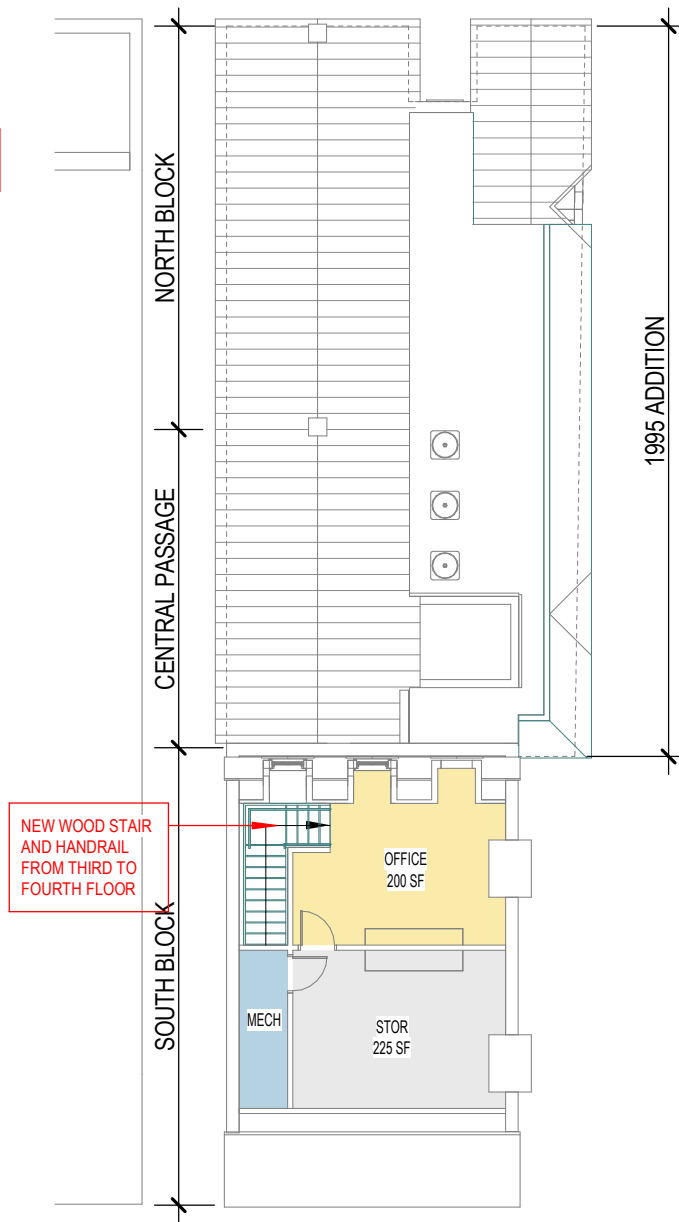 NORTH BLOCK
1995 ADDITION
CENTRAL PASSAGE
NEW WOOD STAIR
AND HANDRAIL
FROM THIRD TO
FOURTH FLOOR
OFFICE
200 SF
SOUTH BLOCK
MECH
STOR
225 SF